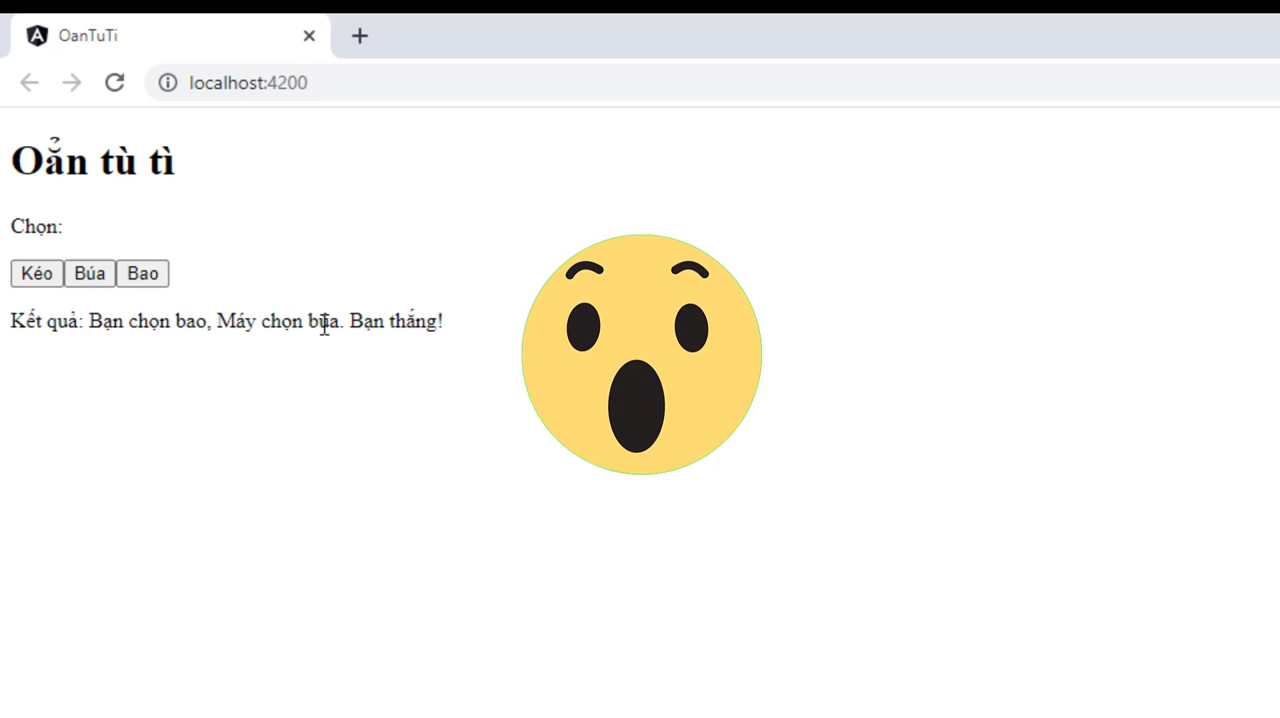 OanTuTi
localhost:4200
Oẳn tù tì
Chọn:
Kéo Búa Bao
Kết quả: Bạn chọn bao, Máy chọn búa. Bạn thắng!